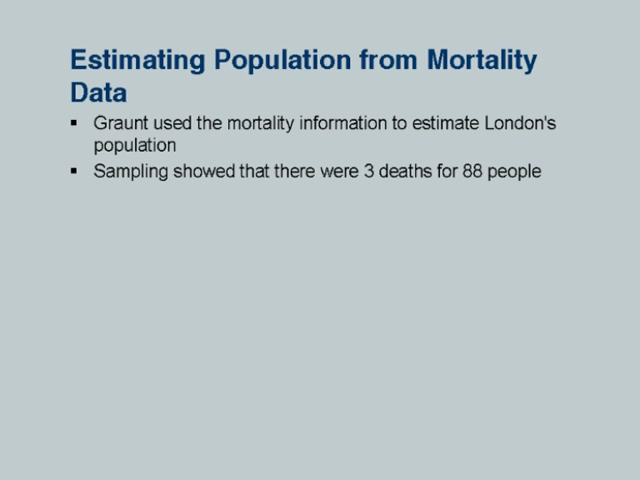 Estimating Population from Mortality
Data
▪ Graunt used the mortality information to estimate London's
population
▪ Sampling showed that there were 3 deaths for 88 people